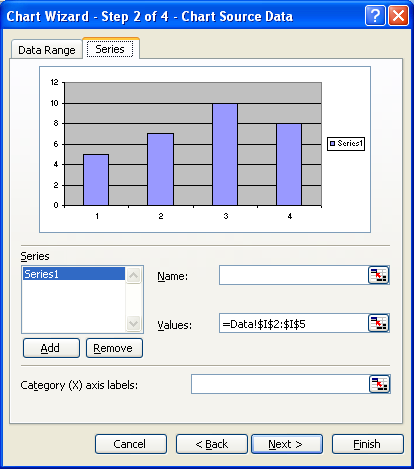 Chart Wizard - Step 2 of 4 - Chart Source Data
Data Range
Series
12
10
8
6
4
2
0
1
2
3
4
Series1
Series
Series1
Name:
Values:
=Data!$I$2:$I$5
Add
Remove
Category (X) axis labels:
Cancel
< Back
Next >
Finish